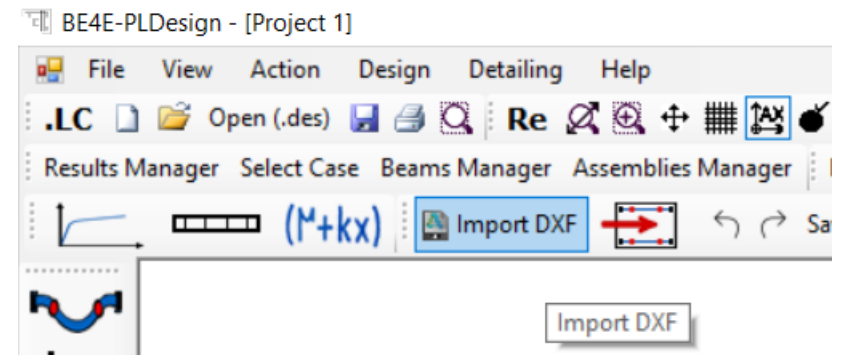 BE4E-PLDesign - [Project 1]
File View Action Design Detailing Help
.LC Open (.des) Re AX
Results Manager Select Case Beams Manager Assemblies Manager
(M+kx) Import DXF Sa
Import DXF